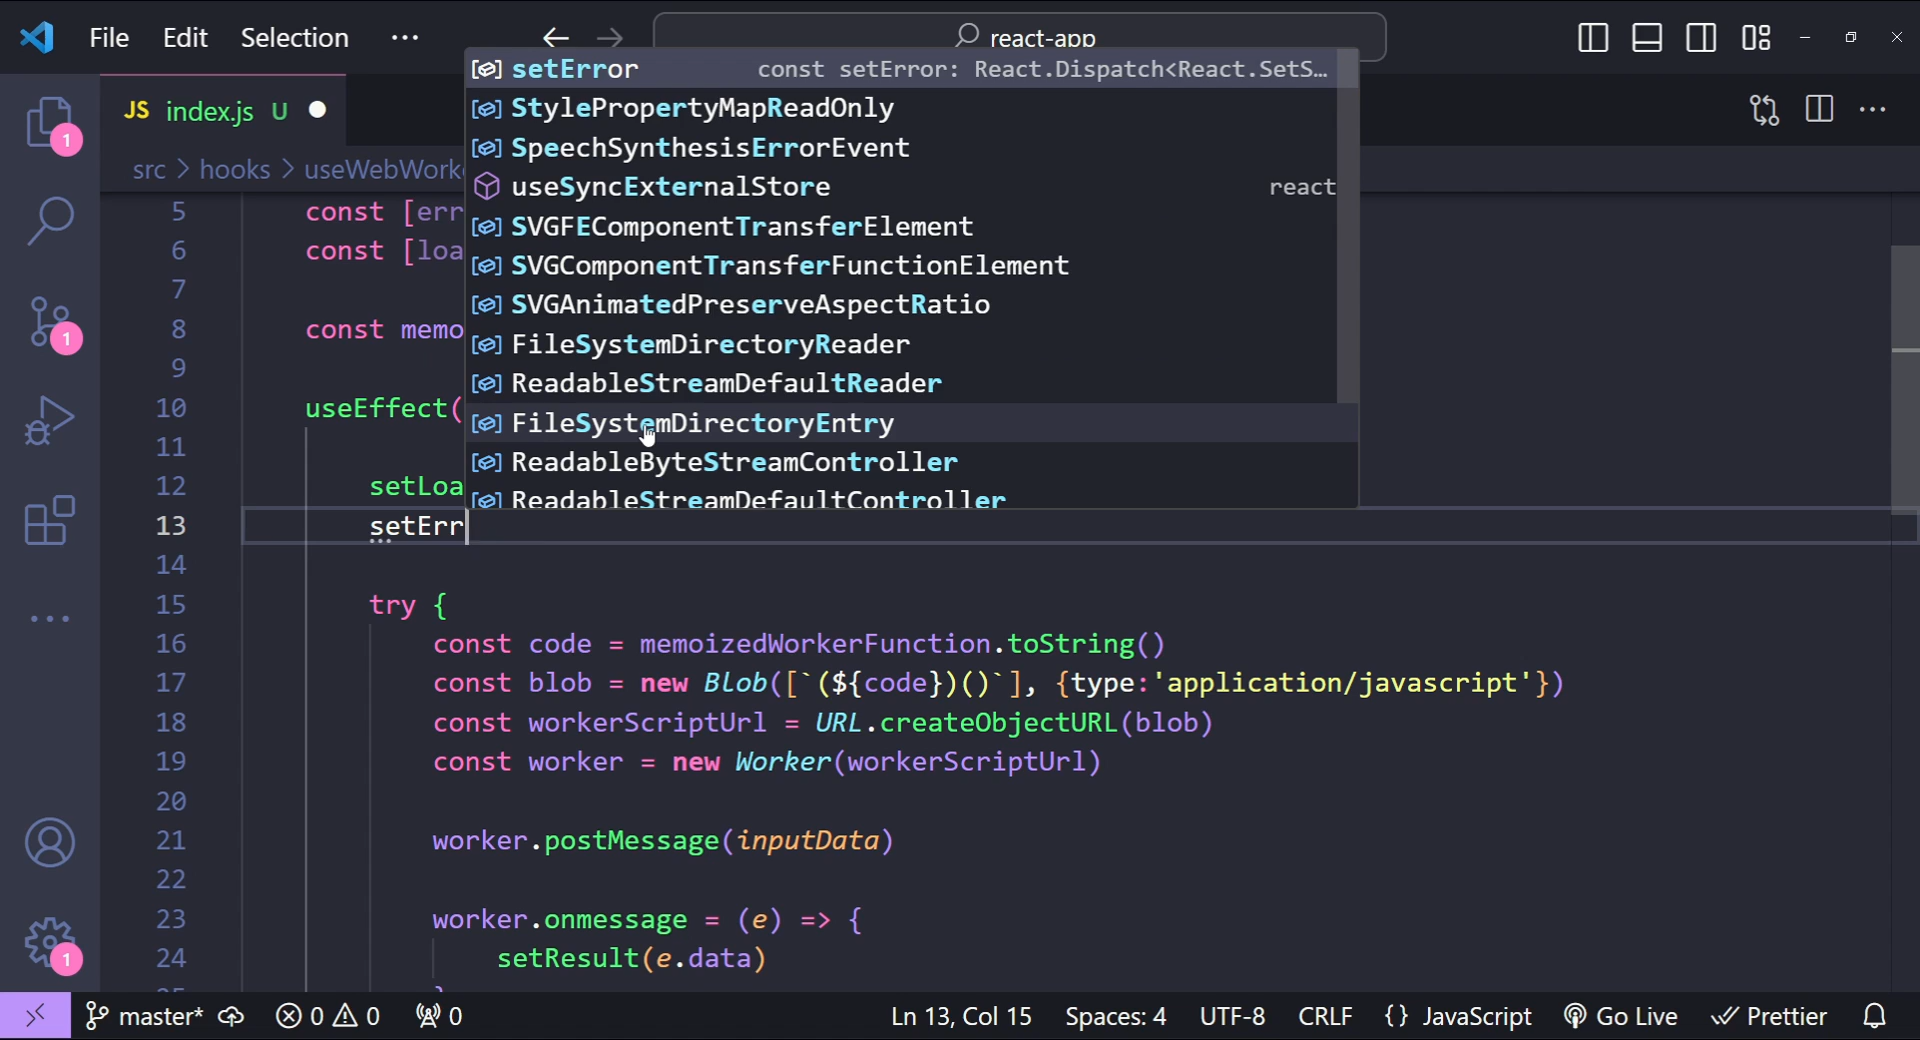 File Edit Selection ··· react-app
JS index.js U
src > hooks > useWebWork
setError const setError: React.Dispatch<React.SetS…
StylePropertyMapReadOnly
SpeechSynthesisErrorEvent
useSyncExternalStore react
SVGFEComponentTransferElement
SVGComponentTransferFunctionElement
SVGAnimatedPreserveAspectRatio
FileSystemDirectoryReader
ReadableStreamDefaultReader
FileSystemDirectoryEntry
ReadableByteStreamController
ReadableStreamDefaultController
5 const [err
6 const [loa
7
8 const memo
9
10 useEffect(
11
12 setLoa
13 setErr
14
15 try {
16 const code = memoizedWorkerFunction.toString()
17 const blob = new Blob([`(${code})()`], {type:'application/javascript'})
18 const workerScriptUrl = URL.createObjectURL(blob)
19 const worker = new Worker(workerScriptUrl)
20
21 worker.postMessage(inputData)
22
23 worker.onmessage = (e) => {
24 setResult(e.data)
1
1
1
master* 0 0 0 Ln 13, Col 15 Spaces: 4 UTF-8 CRLF {} JavaScript Go Live Prettier